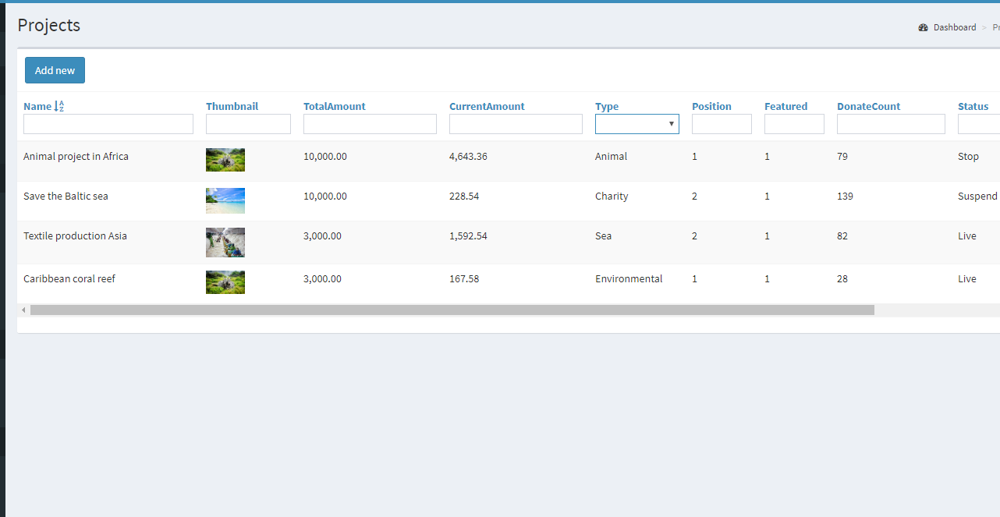 Projects
Dashboard > Pr
Add new
Name Thumbnail TotalAmount CurrentAmount Type Position Featured DonateCount Status
Animal project in Africa 10,000.00 4,643.36 Animal 1 1 79 Stop
Save the Baltic sea 10,000.00 228.54 Charity 2 1 139 Suspend
Textile production Asia 3,000.00 1,592.54 Sea 2 1 82 Live
Caribbean coral reef 3,000.00 167.58 Environmental 1 1 28 Live